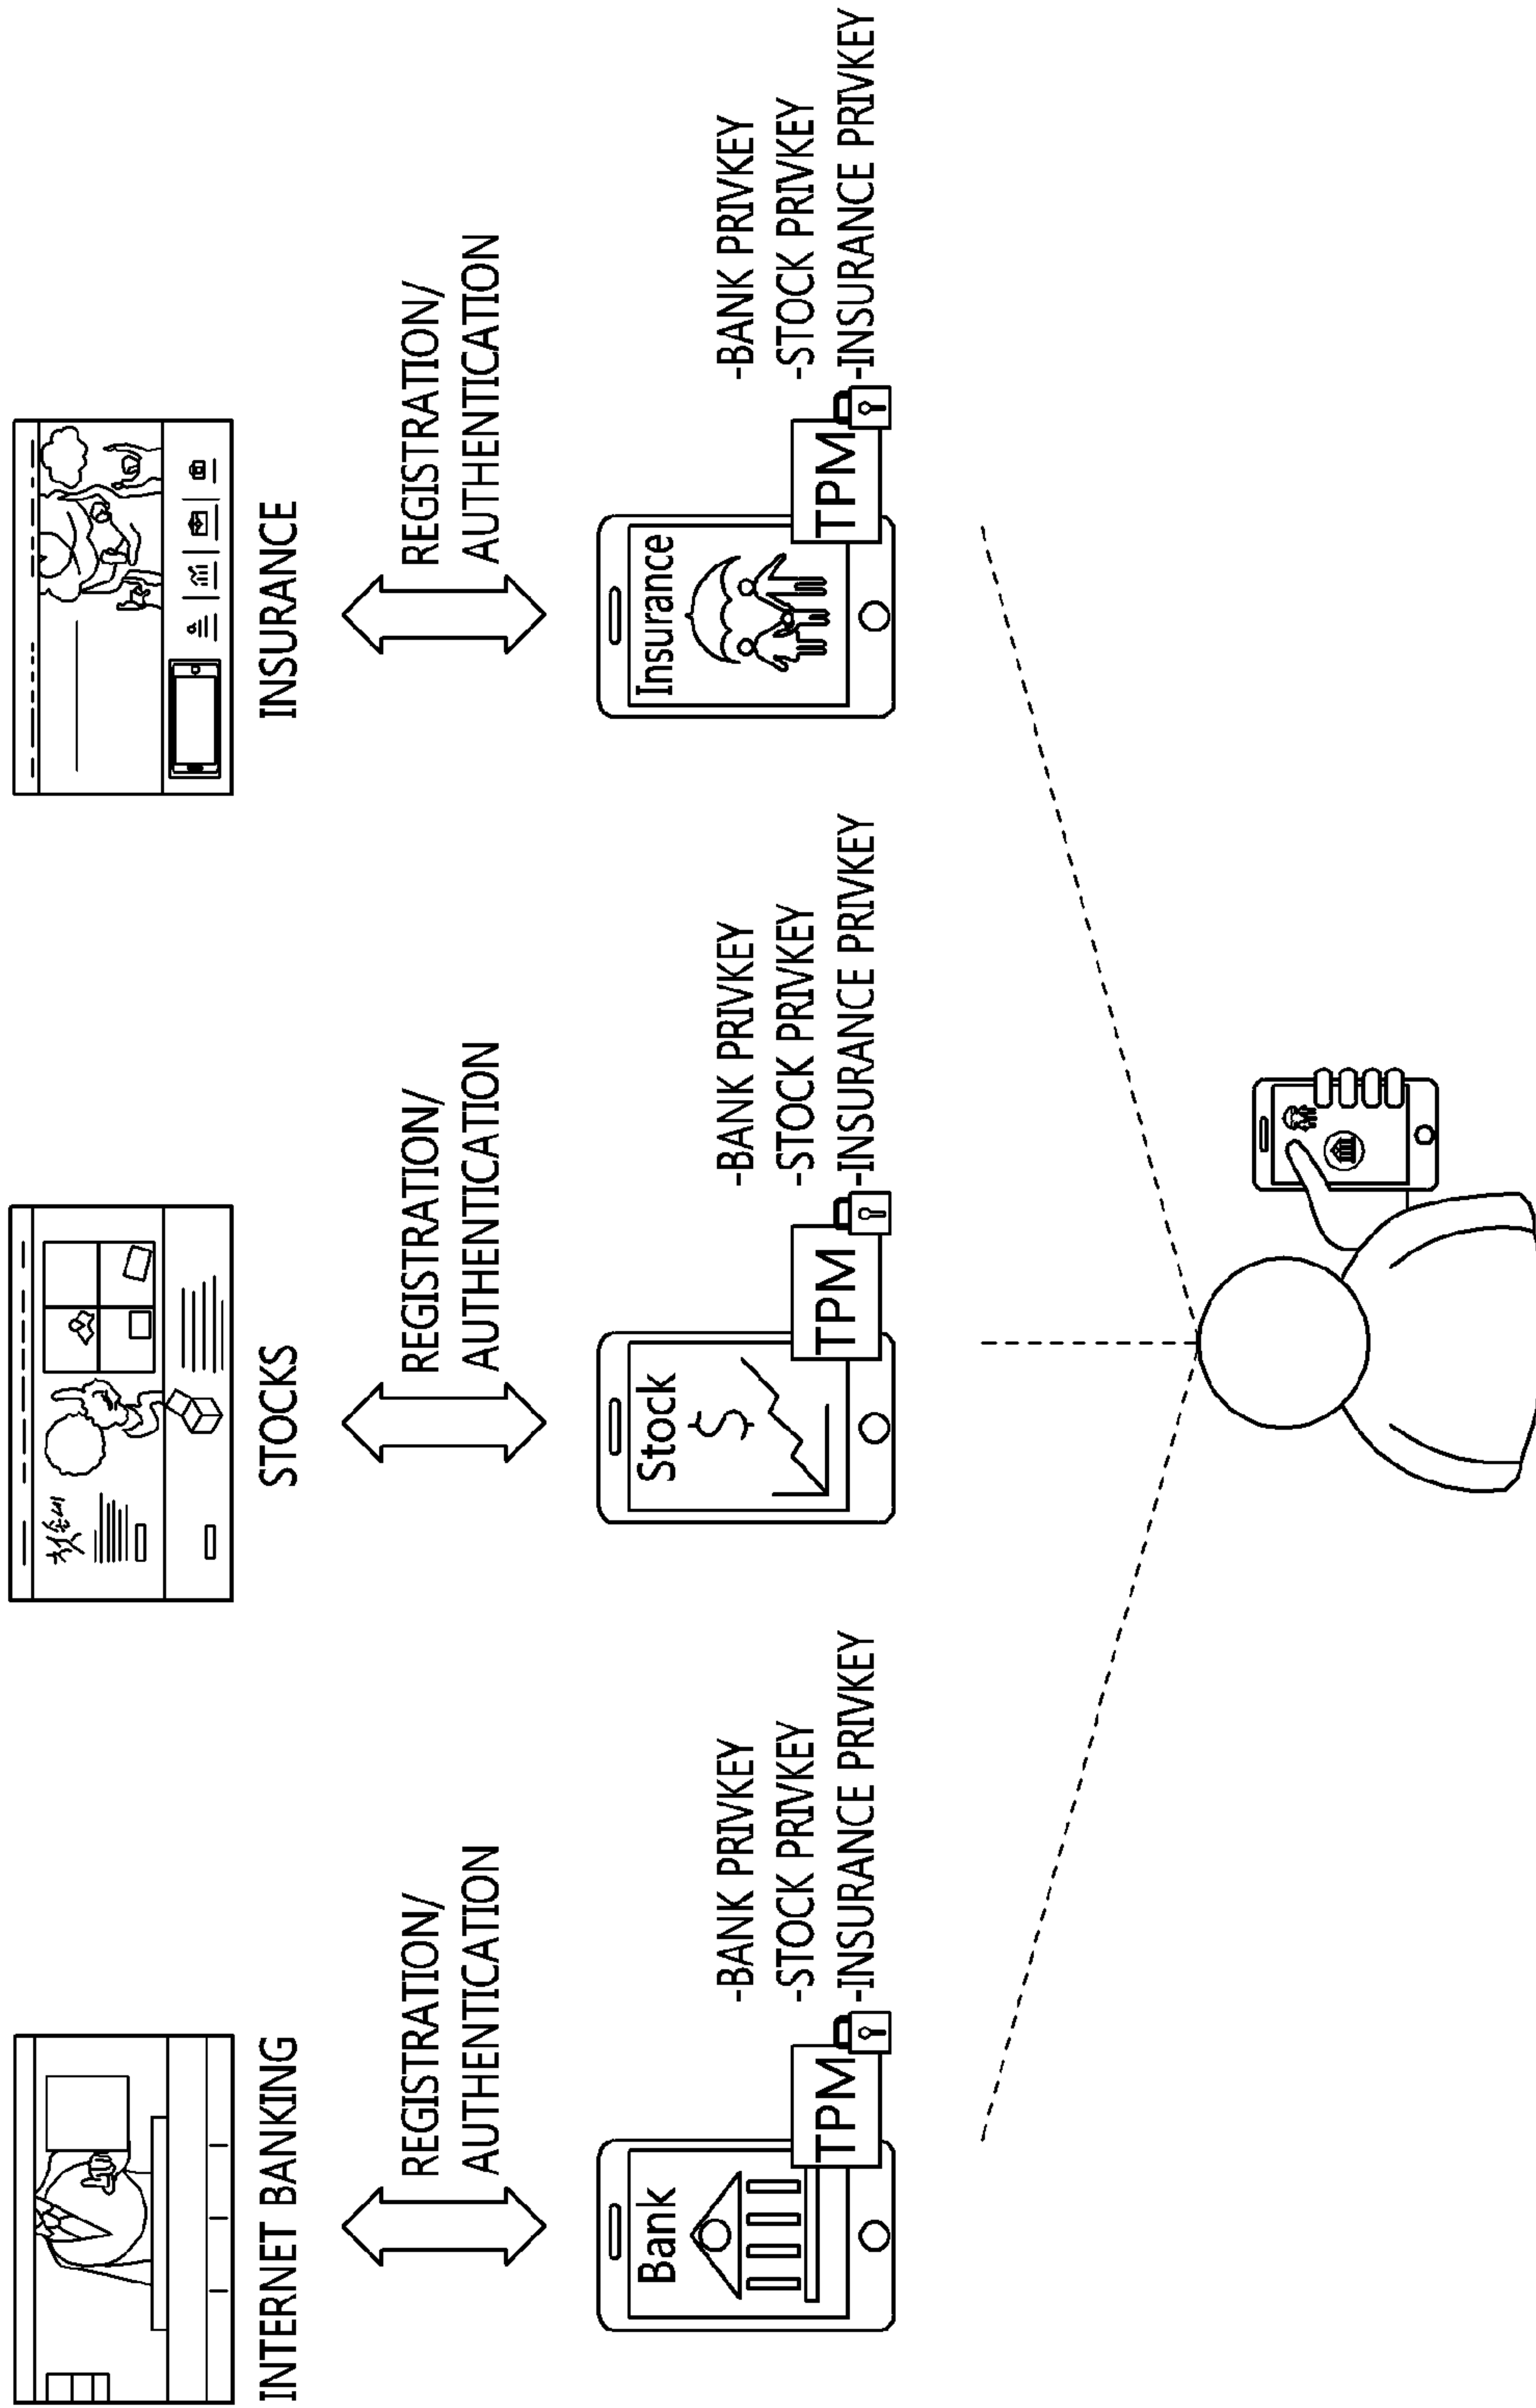 INTERNET BANKING
STOCKS
INSURANCE
REGISTRATION/
AUTHENTICATION
REGISTRATION/
AUTHENTICATION
REGISTRATION/
AUTHENTICATION
Bank
TPM
-BANK PRIVKEY
-STOCK PRIVKEY
-INSURANCE PRIVKEY
Stock
$
TPM
-BANK PRIVKEY
-STOCK PRIVKEY
-INSURANCE PRIVKEY
Insurance
TPM
-BANK PRIVKEY
-STOCK PRIVKEY
-INSURANCE PRIVKEY